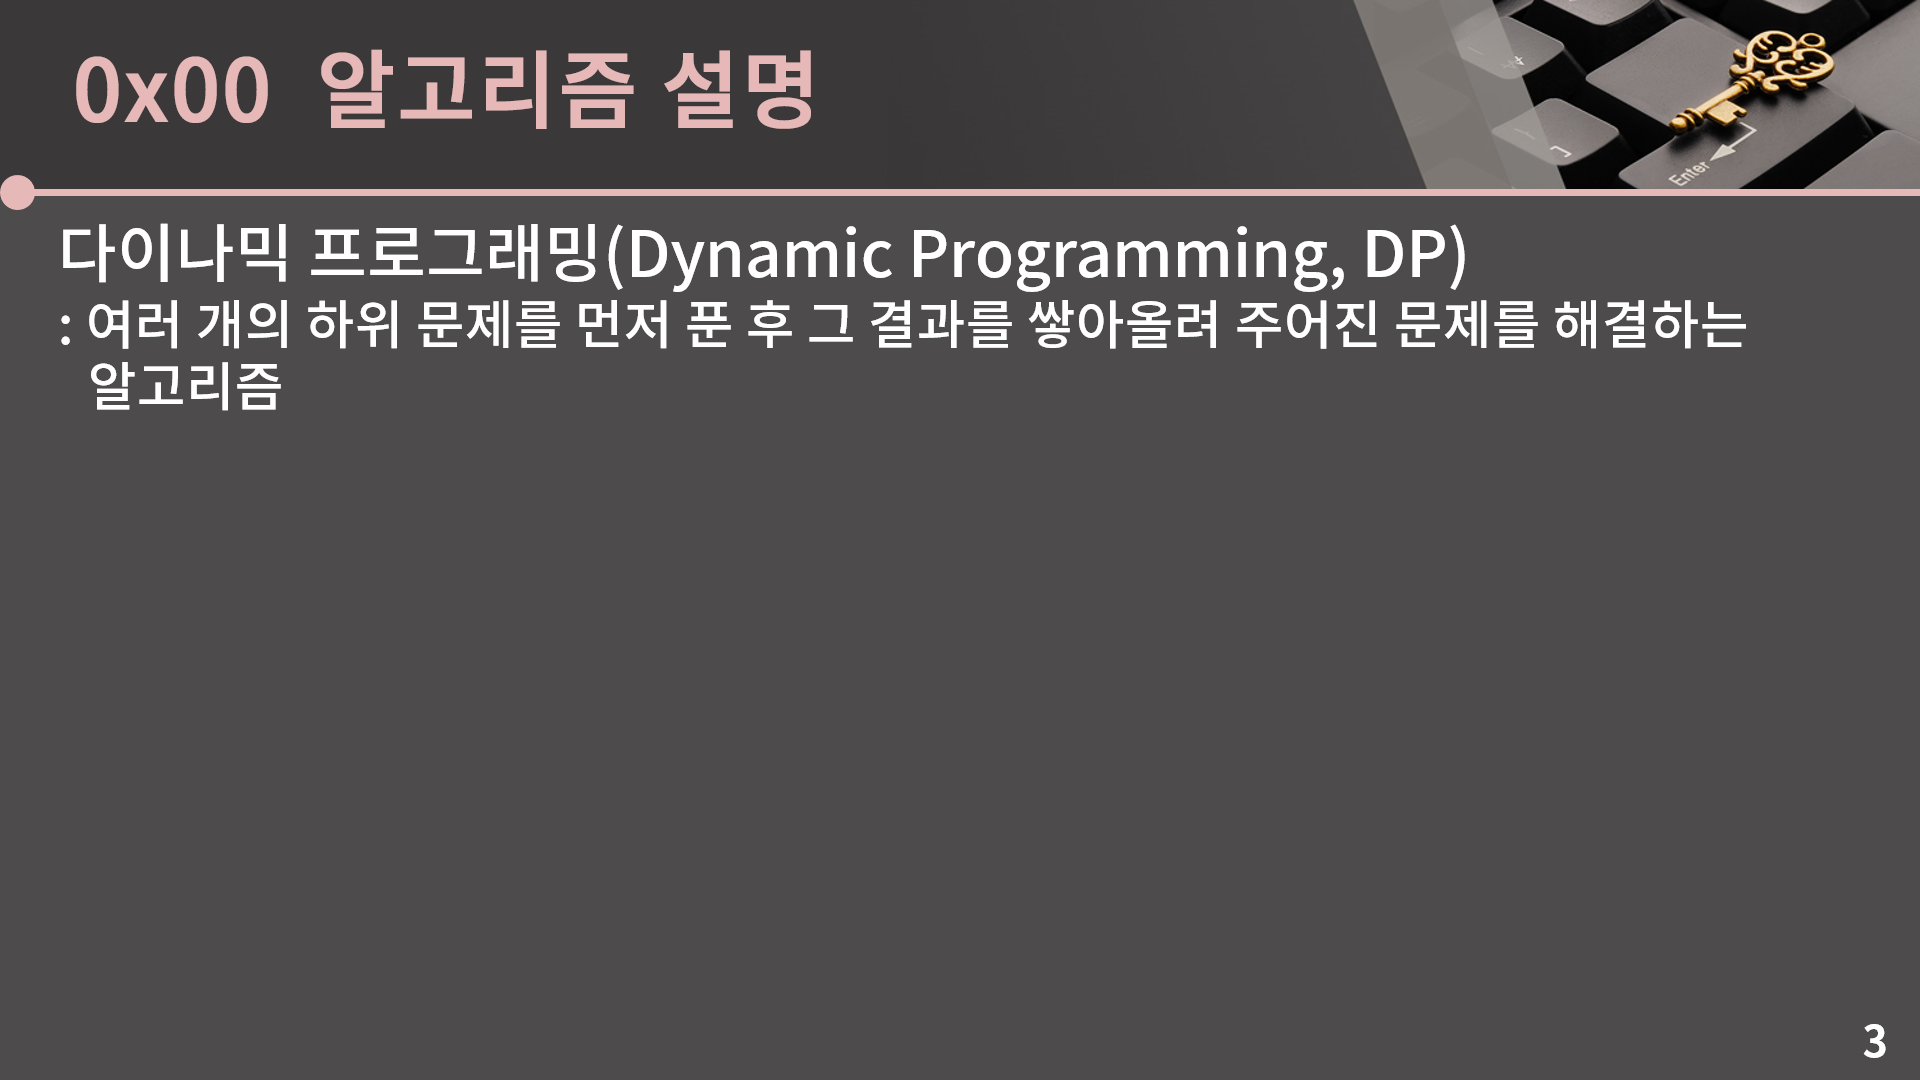 0x00 알고리즘 설명
Enter
다이나믹 프로그래밍(Dynamic Programming, DP)
: 여러 개의 하위 문제를 먼저 푼 후 그 결과를 쌓아올려 주어진 문제를 해결하는
알고리즘
3